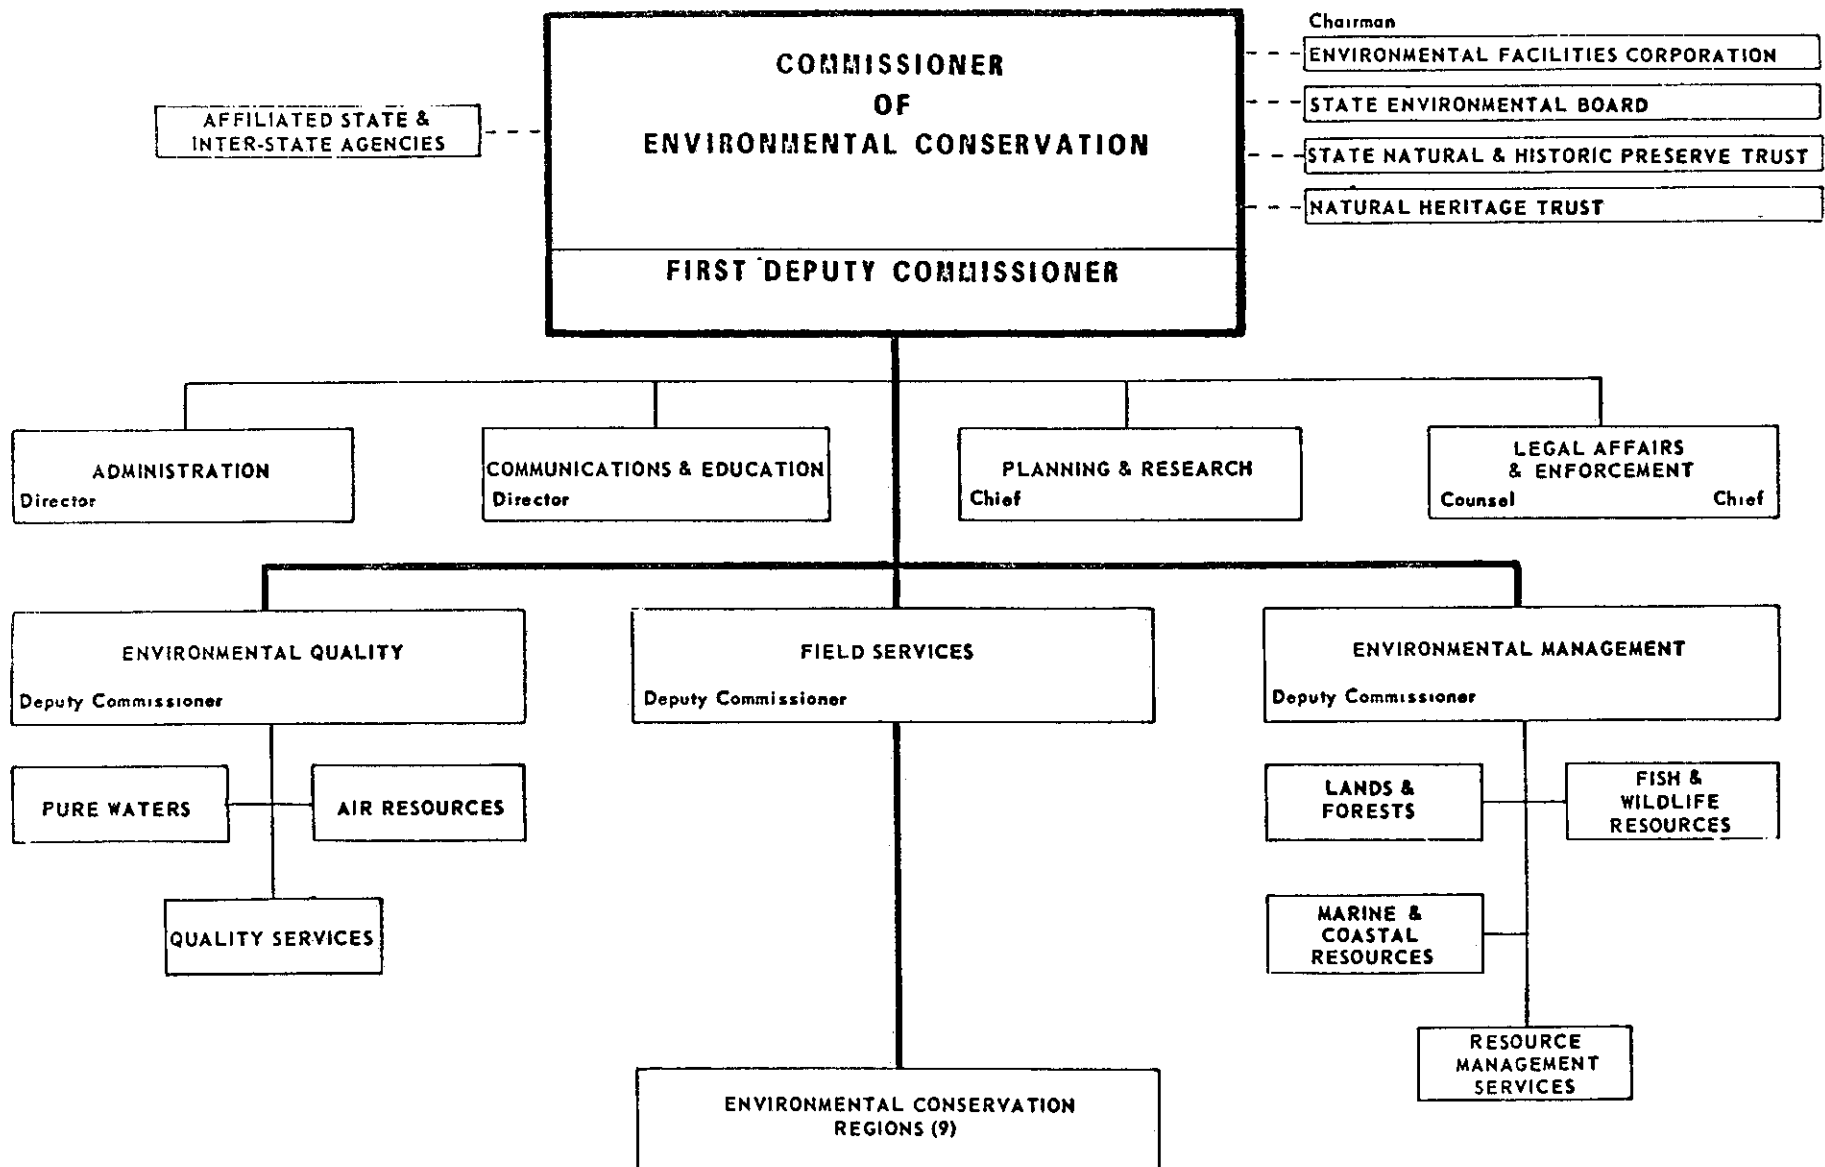 Chairman
COMMISSIONER
OF
ENVIRONMENTAL CONSERVATION
FIRST DEPUTY COMMISSIONER
AFFILIATED STATE &
INTER-STATE AGENCIES
ENVIRONMENTAL FACILITIES CORPORATION
STATE ENVIRONMENTAL BOARD
STATE NATURAL & HISTORIC PRESERVE TRUST
NATURAL HERITAGE TRUST
ADMINISTRATION
Director
COMMUNICATIONS & EDUCATION
Director
PLANNING & RESEARCH
Chief
LEGAL AFFAIRS
& ENFORCEMENT
Counsel Chief
ENVIRONMENTAL QUALITY
Deputy Commissioner
FIELD SERVICES
Deputy Commissioner
ENVIRONMENTAL MANAGEMENT
Deputy Commissioner
PURE WATERS
AIR RESOURCES
QUALITY SERVICES
LANDS &
FORESTS
FISH &
WILDLIFE
RESOURCES
MARINE &
COASTAL
RESOURCES
RESOURCE
MANAGEMENT
SERVICES
ENVIRONMENTAL CONSERVATION
REGIONS (9)